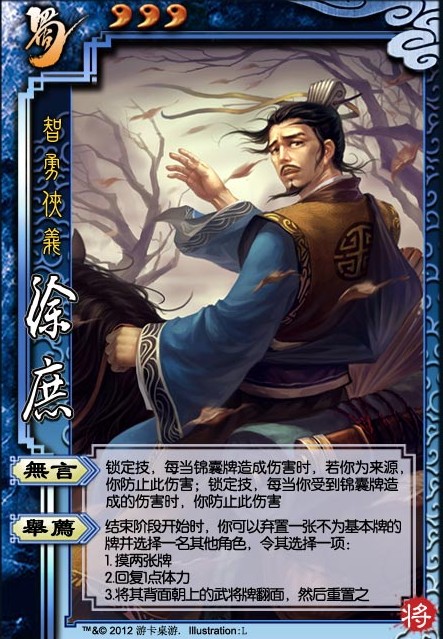 蜀
智勇俠義
徐庶
無言
锁定技，每当锦囊牌造成伤害时，若你为来源，
你防止此伤害；锁定技，每当你受到锦囊牌造
成的伤害时，你防止此伤害
舉薦
结束阶段开始时，你可以弃置一张不为基本牌的
牌并选择一名其他角色，令其选择一项：
1.摸两张牌
2.回复1点体力
3.将其背面朝上的武将牌翻面，然后重置之
将
™&© 2012 游卡桌游. Illustration:L